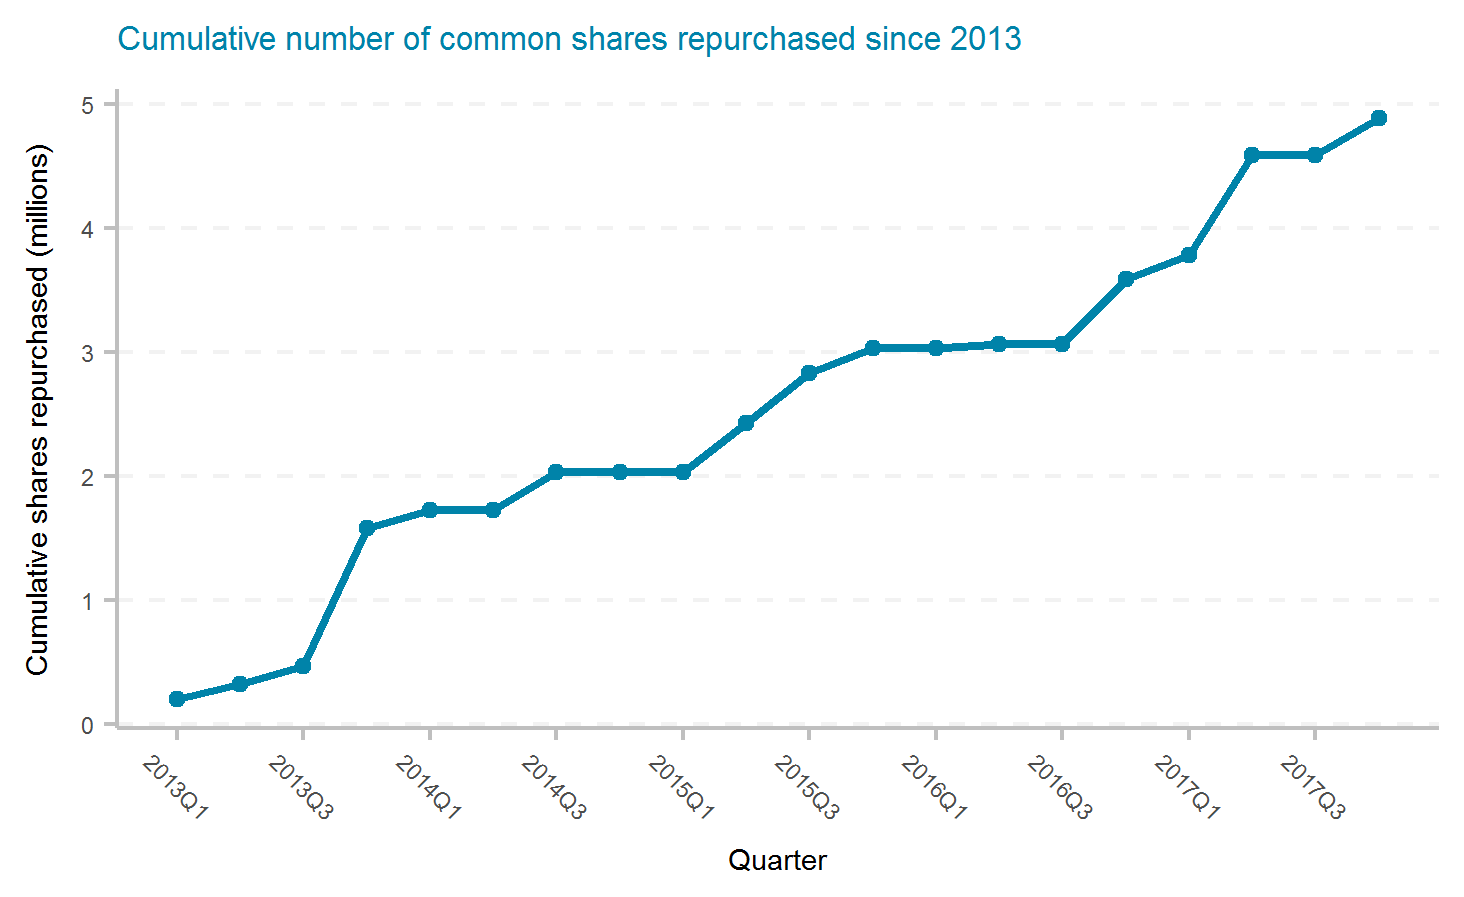 Cumulative number of common shares repurchased since 2013
Cumulative shares repurchased (millions)
5
4
3
2
1
0
2013Q1
2013Q3
2014Q1
2014Q3
2015Q1
2015Q3
2016Q1
2016Q3
2017Q1
2017Q3
Quarter